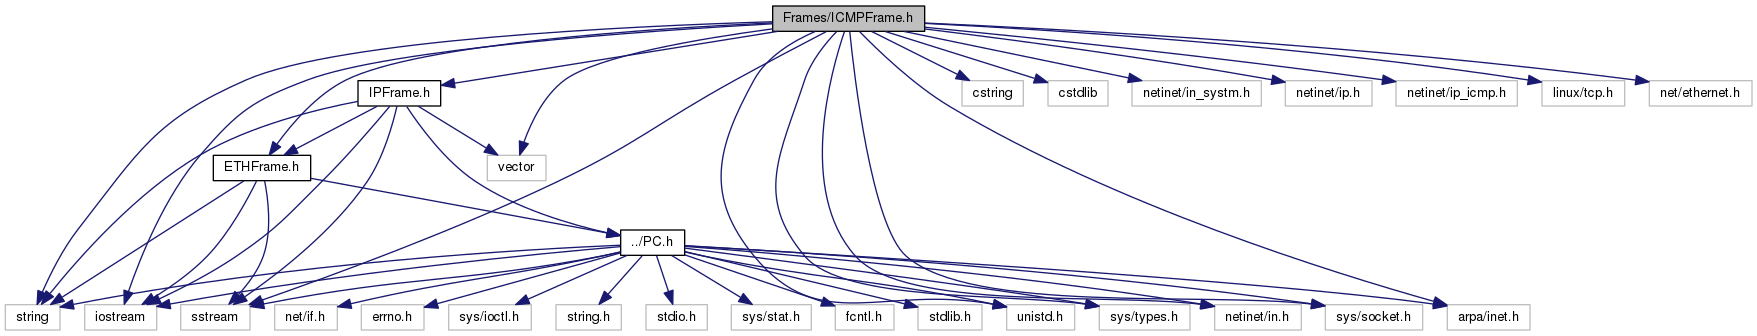 Frames/ICMPFrame.h
IPFrame.h
cstring
cstdlib
netinet/in_systm.h
netinet/ip.h
netinet/ip_icmp.h
linux/tcp.h
net/ethernet.h
ETHFrame.h
vector
../PC.h
string
iostream
sstream
net/if.h
errno.h
sys/ioctl.h
string.h
stdio.h
sys/stat.h
fcntl.h
stdlib.h
unistd.h
sys/types.h
netinet/in.h
sys/socket.h
arpa/inet.h